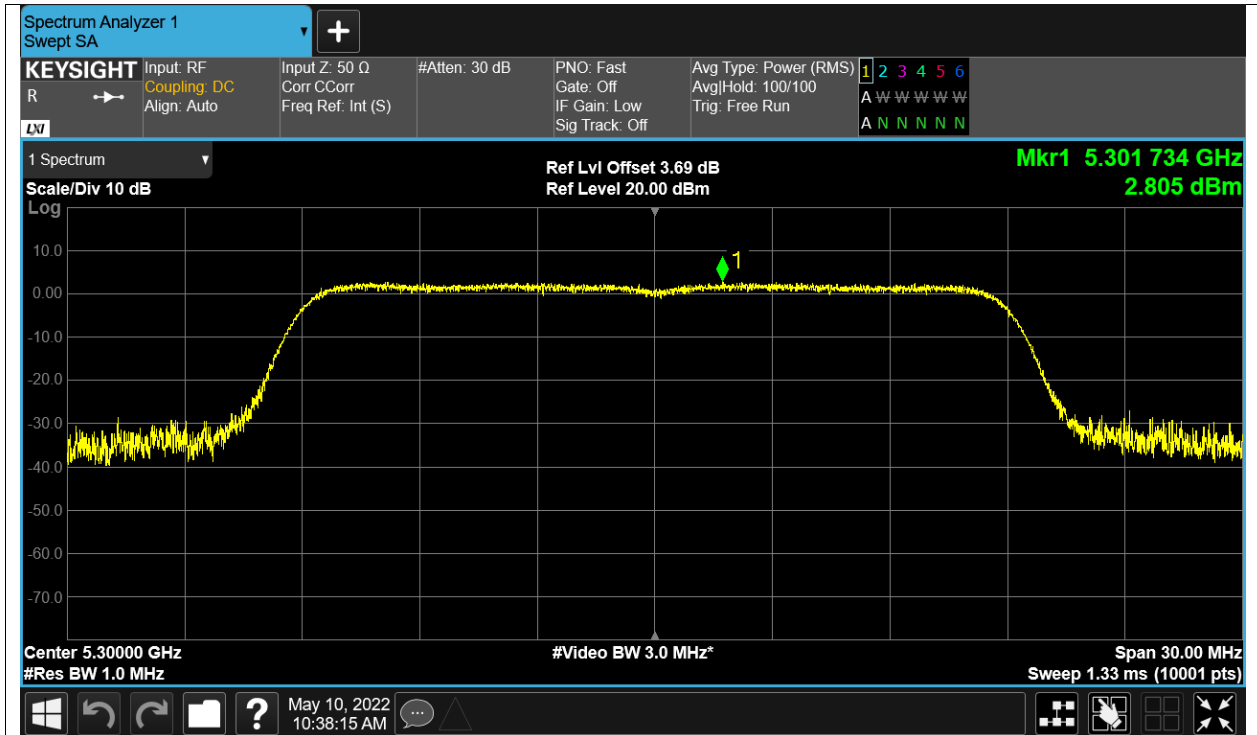 Spectrum Analyzer 1
Swept SA
KEYSIGHT
R
LXI
Input: RF
Coupling: DC
Align: Auto
Input Z: 50 Ω
Corr CCorr
Freq Ref: Int (S)
#Atten: 30 dB
PNO: Fast
Gate: Off
IF Gain: Low
Sig Track: Off
Avg Type: Power (RMS)
Avg|Hold: 100/100
Trig: Free Run
1 2 3 4 5 6
A W W W W W
A N N N N N
1 Spectrum
Scale/Div 10 dB
Log
Ref Lvl Offset 3.69 dB
Ref Level 20.00 dBm
Mkr1 5.301 734 GHz
2.805 dBm
1
10.0
0.00
-10.0
-20.0
-30.0
-40.0
-50.0
-60.0
-70.0
Center 5.30000 GHz
#Res BW 1.0 MHz
#Video BW 3.0 MHz*
Span 30.00 MHz
Sweep 1.33 ms (10001 pts)
?
May 10, 2022
10:38:15 AM